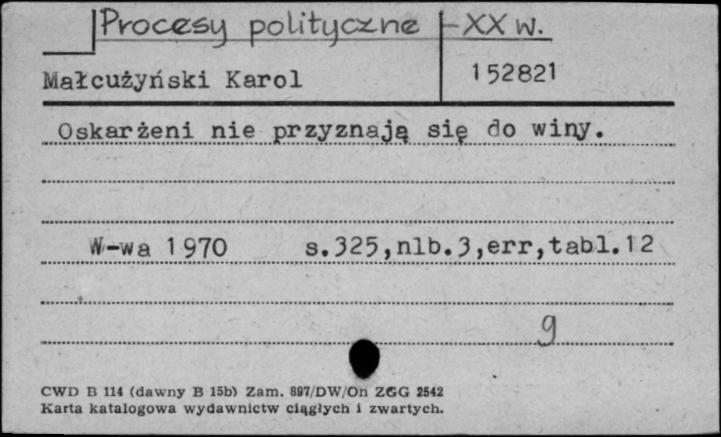 Procesy polityczne - XX w.
Małcużyński Karol 152821
Oskarżeni nie przyznają się do winy.
W-wa 1970 s.325,nlb.3,err,tabl.12
g
CWD B 114 (dawny B 15b) Zam. 897/DW/On ZGG 2542
Karta katalogowa wydawnictw ciągłych i zwartych.